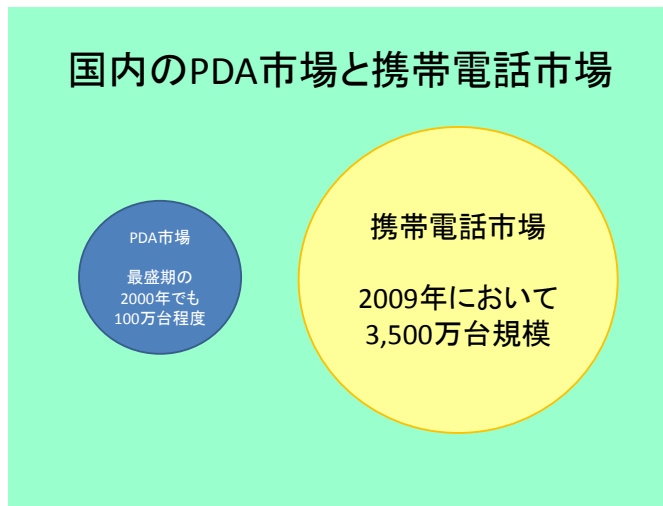 国内のPDA市場と携帯電話市場
PDA市場
最盛期の
2000年でも
100万台程度
携帯電話市場
2009年において
3,500万台規模